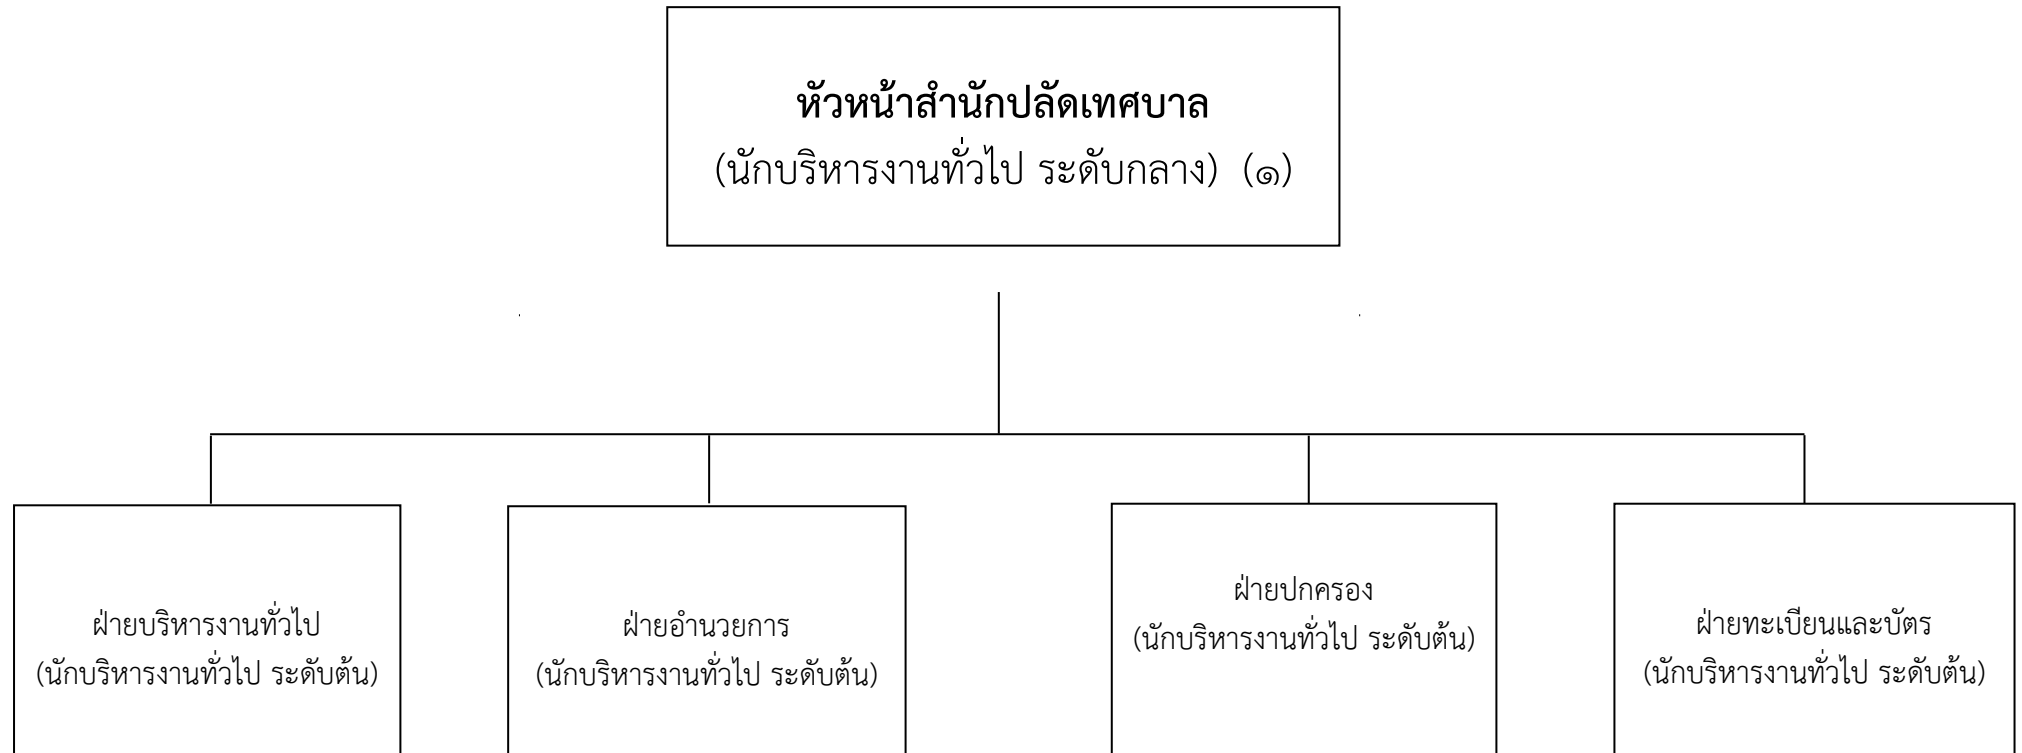 หัวหน้าสำนักปลัดเทศบาล
(นักบริหารงานทั่วไป ระดับกลาง) (๑)
ฝ่ายบริหารงานทั่วไป
(นักบริหารงานทั่วไป ระดับต้น)
ฝ่ายอำนวยการ
(นักบริหารงานทั่วไป ระดับต้น)
ฝ่ายปกครอง
(นักบริหารงานทั่วไป ระดับต้น)
ฝ่ายทะเบียนและบัตร
(นักบริหารงานทั่วไป ระดับต้น)